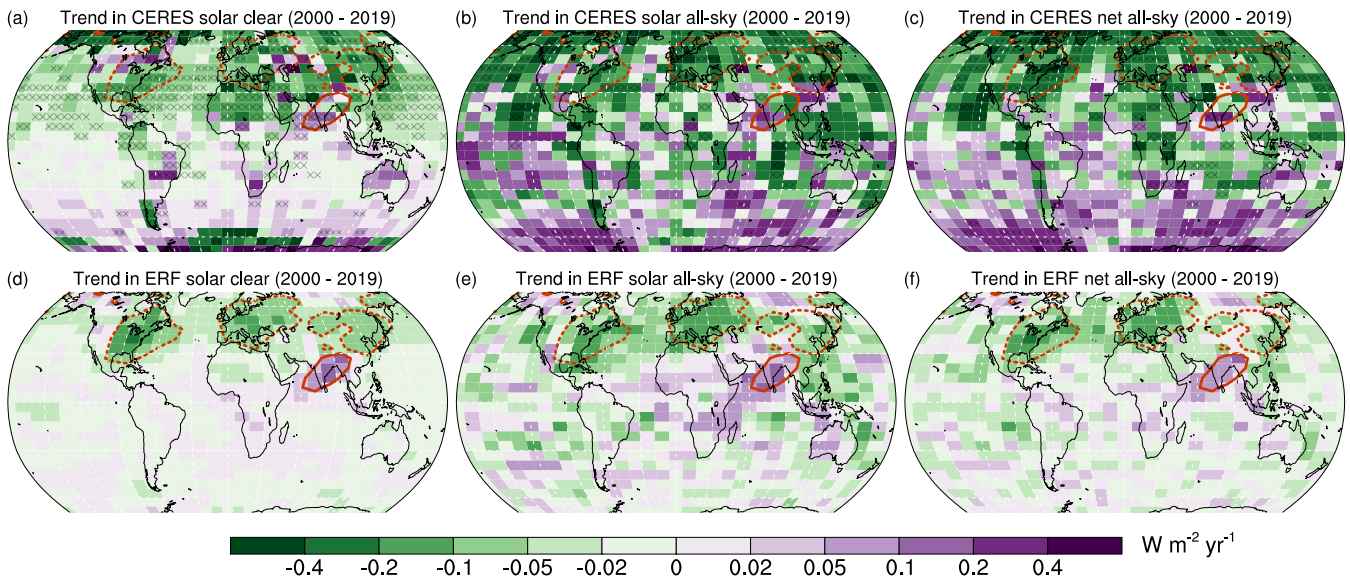 (a) Trend in CERES solar clear (2000 - 2019)
(b) Trend in CERES solar all-sky (2000 - 2019)
(c) Trend in CERES net all-sky (2000 - 2019)
(d) Trend in ERF solar clear (2000 - 2019)
(e) Trend in ERF solar all-sky (2000 - 2019)
(f) Trend in ERF net all-sky (2000 - 2019)
W m-2 yr-1
-0.4 -0.2 -0.1 -0.05 -0.02 0 0.02 0.05 0.1 0.2 0.4